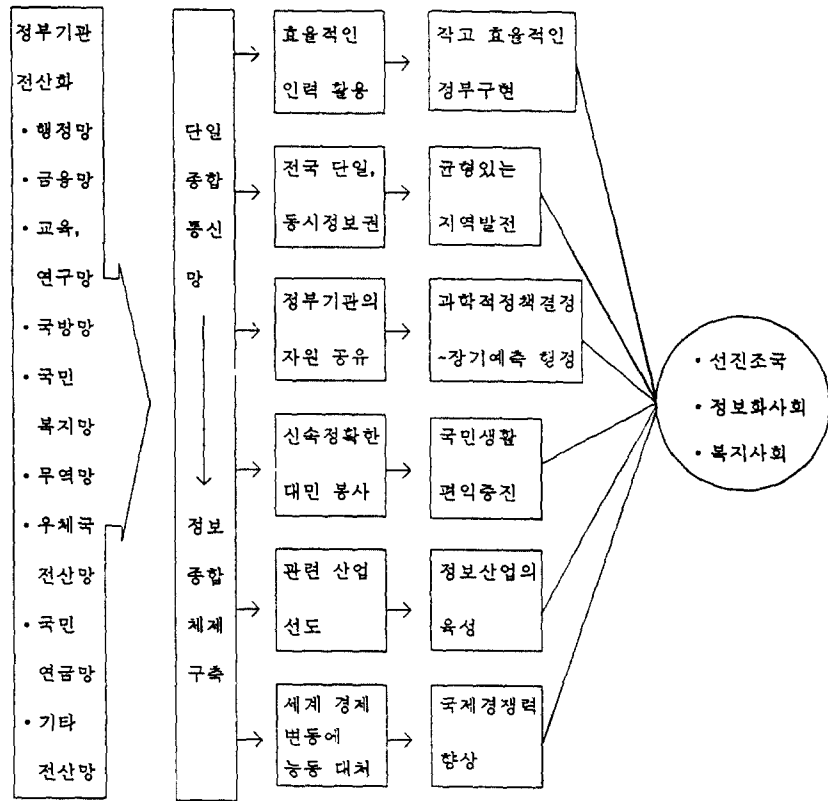 정부기관
전산화
• 행정망
• 금융망
• 교육,
연구망
• 국방망
• 국민
복지망
• 무역망
• 우체국
전산망
• 국민
연금망
• 기타
전산망
단일
종합
통신
망
정보
종합
체제
구축
효율적인
인력 활용
작고 효율적인
정부구현
전국 단일,
동시정보권
균형있는
지역발전
정부기관의
자원 공유
과학적정책결정
~장기예측 행정
신속정확한
대민 봉사
국민생활
편익증진
관련 산업
선도
정보산업의
육성
세계 경제
변동에
능동 대처
국제경쟁력
향상
• 선진조국
• 정보화사회
• 복지사회